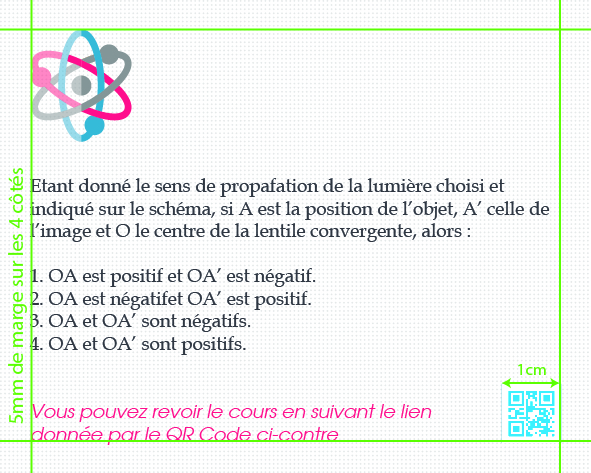 5mm de marge sur les 4 côtés
Etant donné le sens de propafation de la lumière choisi et
indiqué sur le schéma, si A est la position de l’objet, A’ celle de
l’image et O le centre de la lentile convergente, alors :
1. OA est positif et OA’ est négatif.
2. OA est négatifet OA’ est positif.
3. OA et OA’ sont négatifs.
4. OA et OA’ sont positifs.
1cm
Vous pouvez revoir le cours en suivant le lien
donnée par le QR Code ci-contre